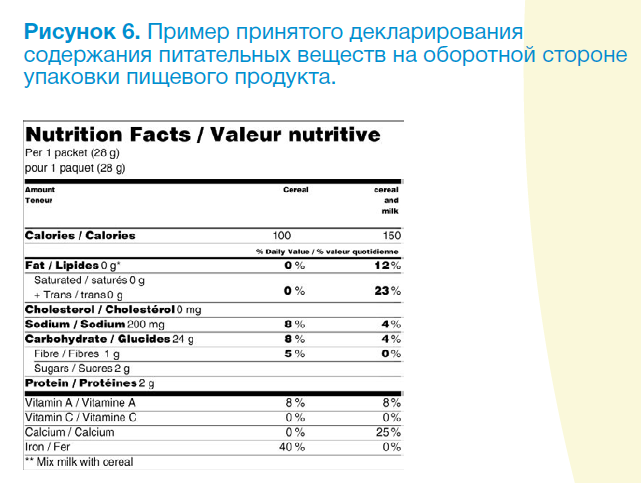 Рисунок 6. Пример принятого декларирования
содержания питательных веществ на оборотной стороне
упаковки пищевого продукта.
Nutrition Facts / Valeur nutritive
Per 1 packet (28 g)
pour 1 paquet (28 g)
Amount Cereal cereal
Teneur and
milk
Calories / Calories 100 150
% Daily Value / % valeur quotidienne
Fat / Lipides 0 g* 0 % 12%
Saturated / saturés 0 g
+ Trans / trans 0 g 0 % 23%
Cholesterol / Cholestérol 0 mg
Sodium / Sodium 200 mg 8 % 4%
Carbohydrate / Glucides 24 g 8 % 4%
Fibre / Fibres 1 g 5 % 0%
Sugars / Sucres 2 g
Protein / Protéines 2 g
Vitamin A / Vitamine A 8 % 8%
Vitamin C / Vitamine C 0 % 0%
Calcium / Calcium 0 % 25%
Iron / Fer 40 % 0%
** Mix milk with cereal